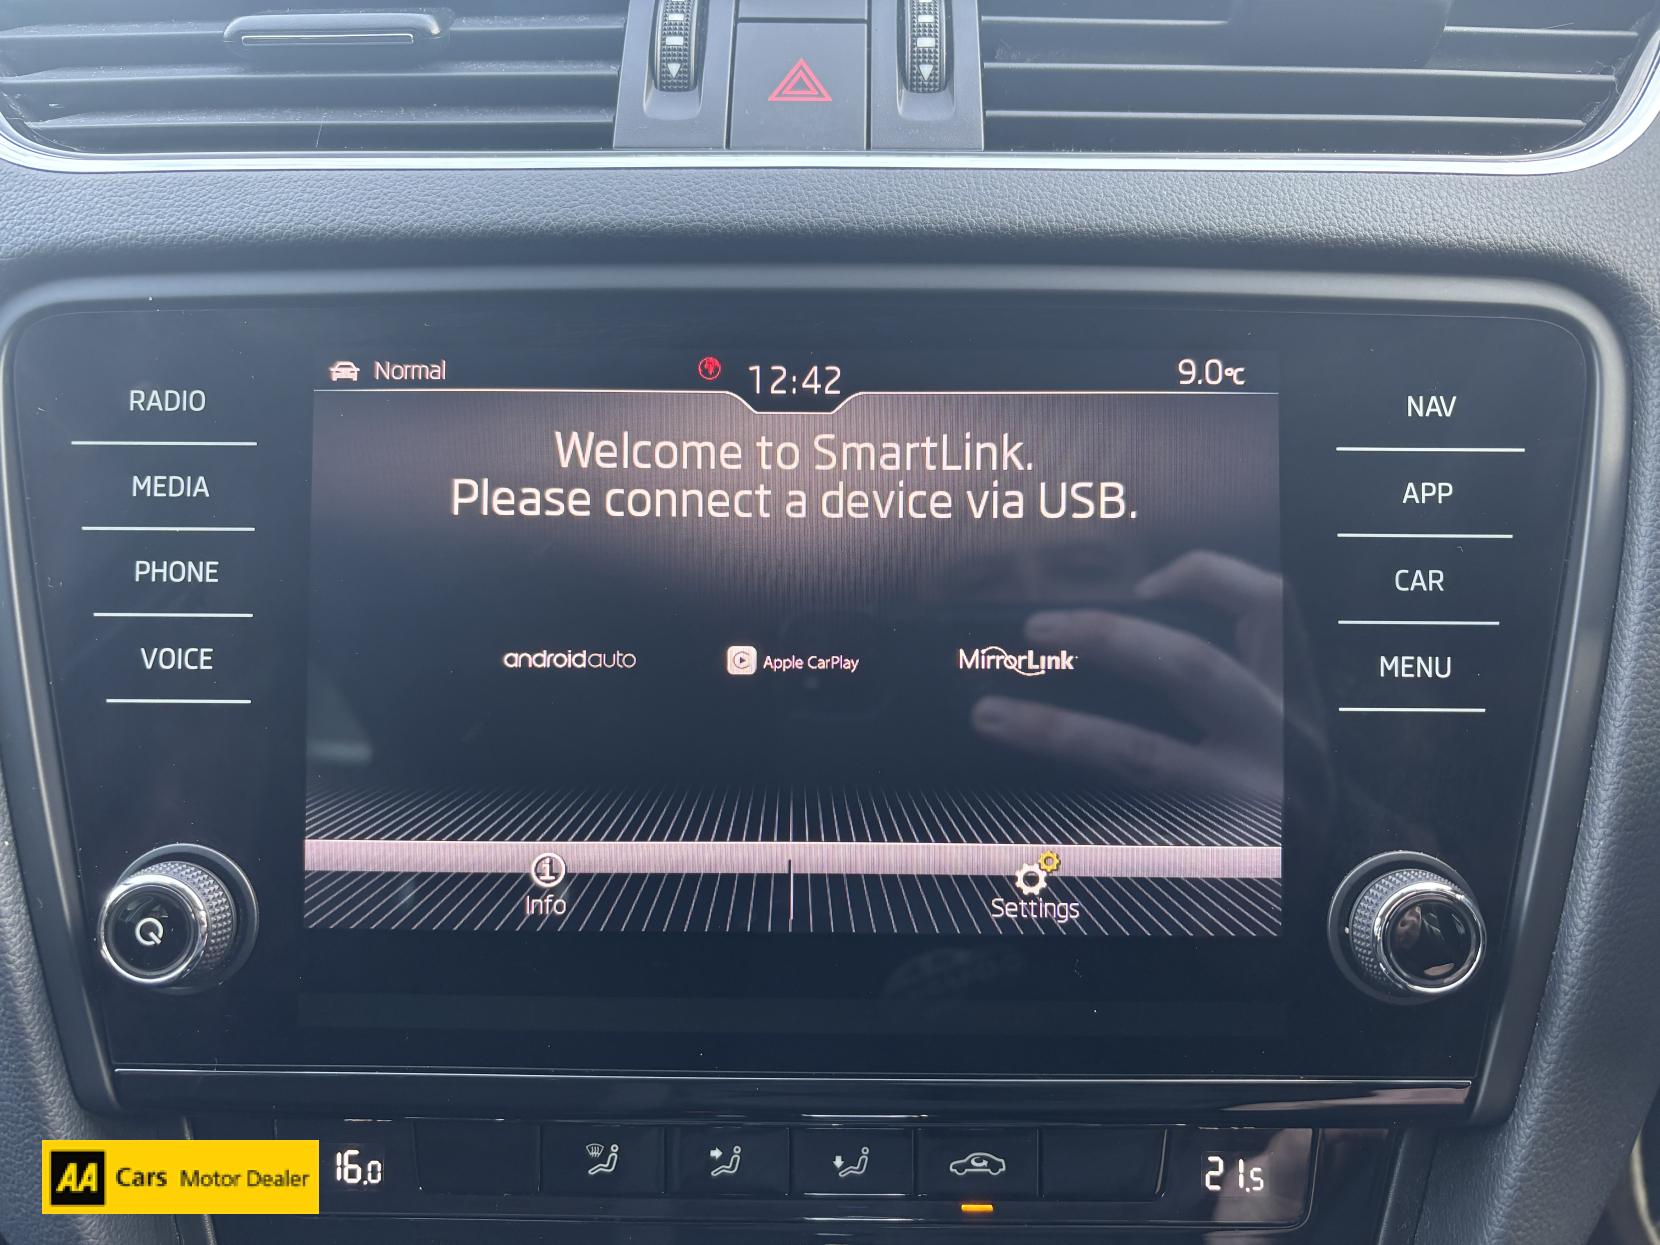 Normal
12:42
9.0°C
RADIO
MEDIA
PHONE
VOICE
Welcome to SmartLink.
Please connect a device via USB.
androidauto
Apple CarPlay
MirrorLink
Info
Settings
NAV
APP
CAR
MENU
16.0
21.5
AA Cars Motor Dealer